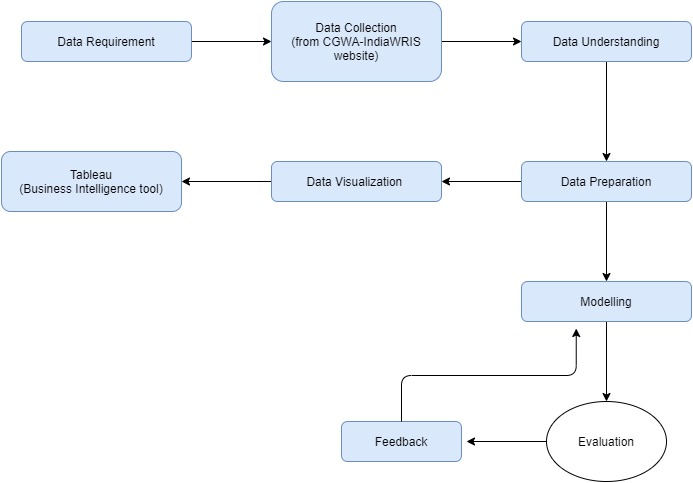 Data Requirement
Data Collection
(from CGWA-IndiaWRIS
website)
Data Understanding
Tableau
(Business Intelligence tool)
Data Visualization
Data Preparation
Modelling
Feedback
Evaluation